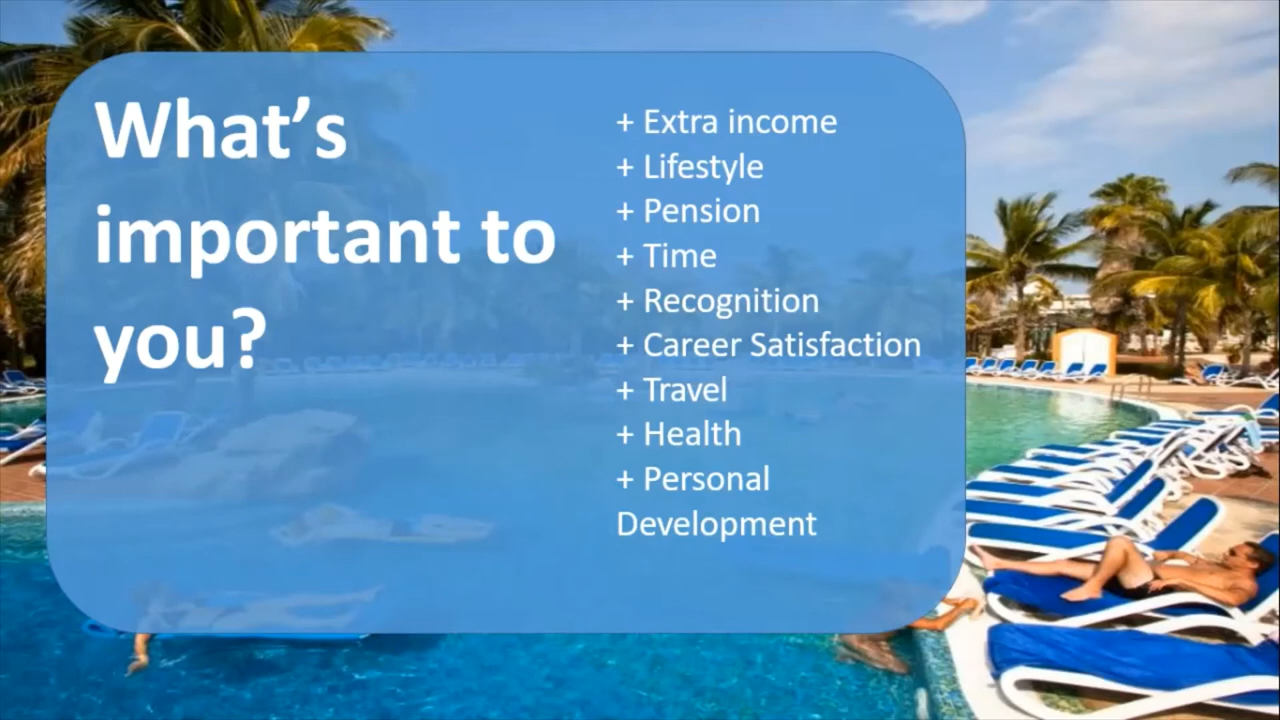 What’s
important to
you?
+ Extra income
+ Lifestyle
+ Pension
+ Time
+ Recognition
+ Career Satisfaction
+ Travel
+ Health
+ Personal
Development